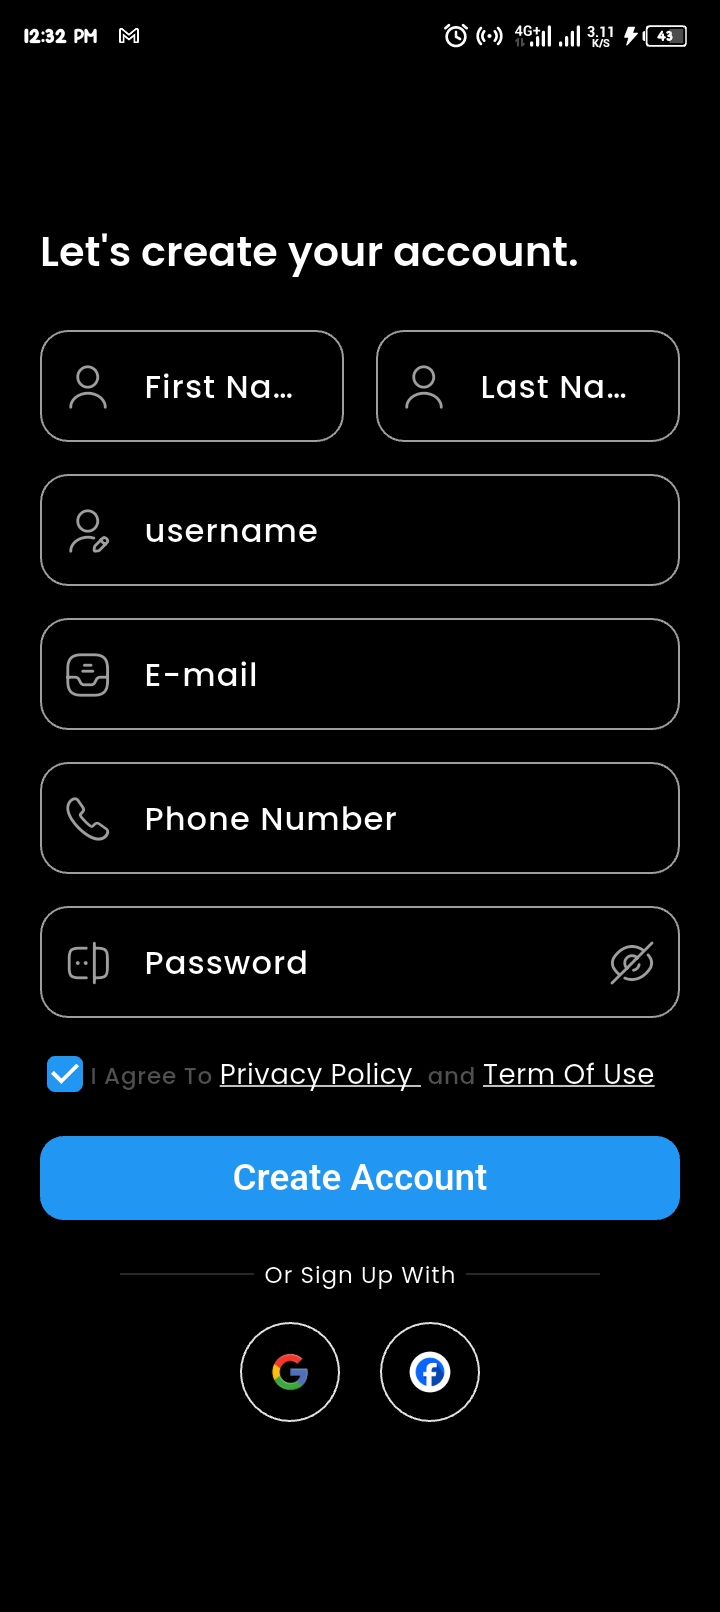 12:32 PM 4G+ 3.11 K/S 43
Let's create your account.
First Na... Last Na...
username
E-mail
Phone Number
Password
I Agree To Privacy Policy and Term Of Use
Create Account
Or Sign Up With